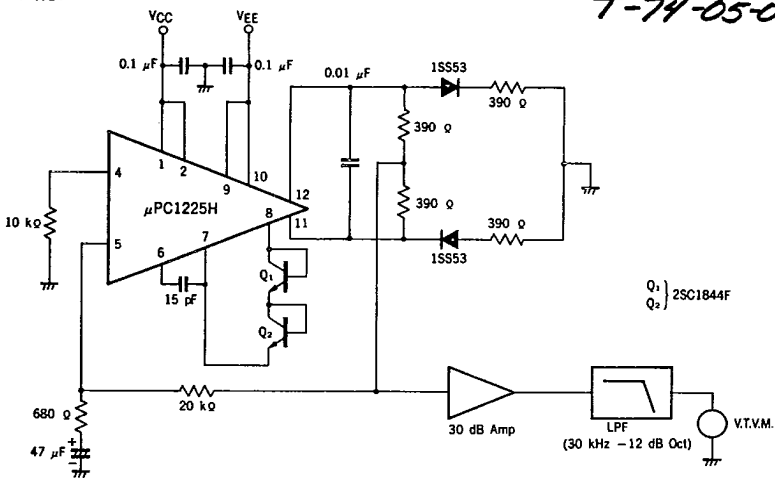 7-74-05-0
VCC
VEE
0.1 µF
0.1 µF
0.01 µF
1SS53
390 Ω
390 Ω
1
2
9
10
4
12
µPC1225H
10 kΩ
8
11
390 Ω
390 Ω
5
7
1SS53
6
Q₁
15 pF
Q₁
Q₂ } 2SC1844F
Q₂
20 kΩ
680 Ω
30 dB Amp
LPF
V.T.V.M.
(30 kHz −12 dB Oct)
+
47 µF
−